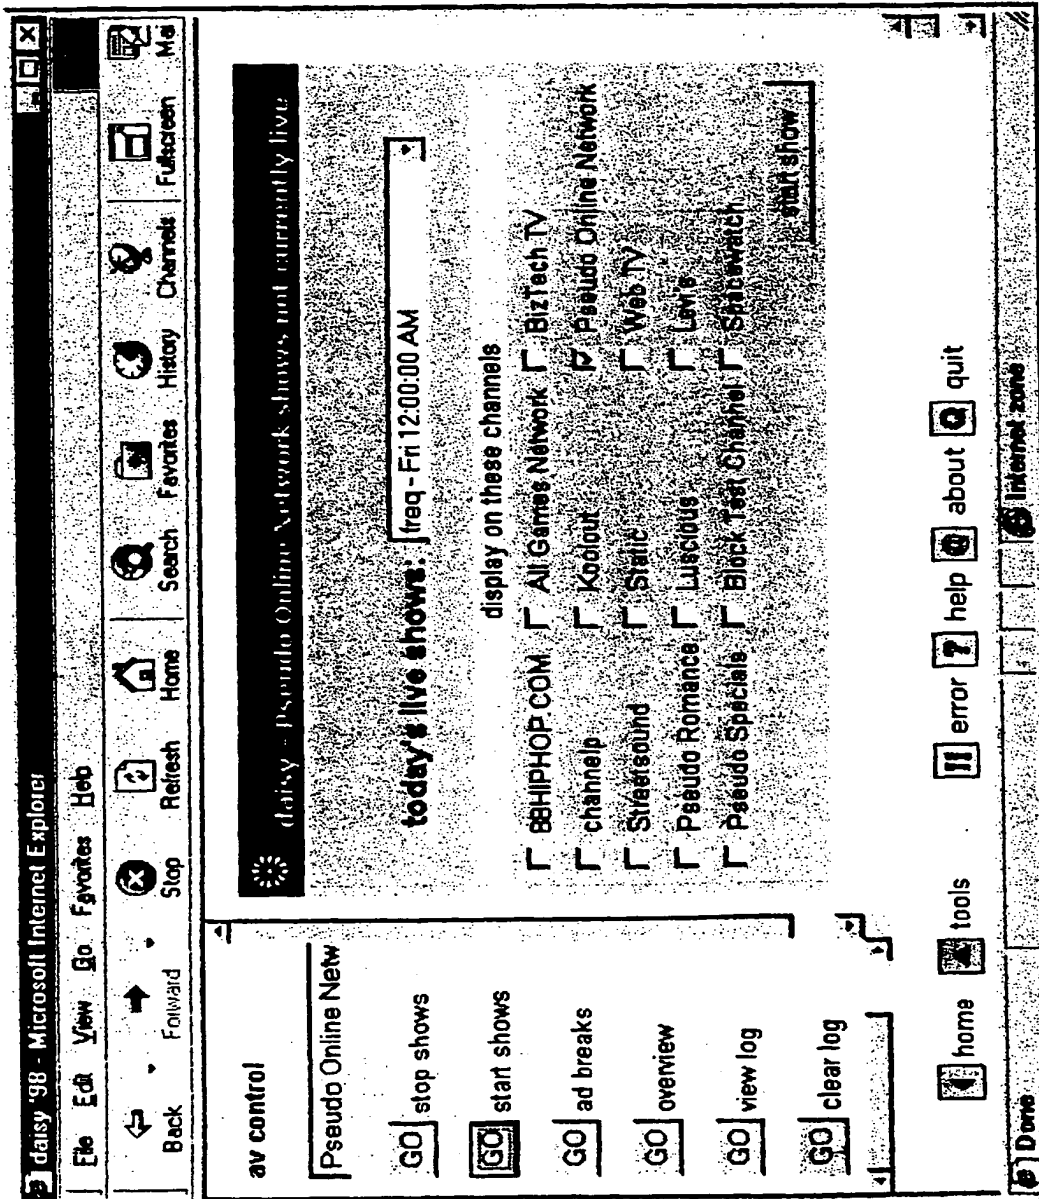 daisy '98 - Microsoft Internet Explorer
File Edit View Go Favorites Help
Back Forward Stop Refresh Home Search Favorites History Channels Fullscreen Mai
av control
Pseudo Online Netw
GO stop shows
GO start shows
GO ad breaks
GO overview
GO view log
GO clear log
daisy - Pseudo Online Network shows not currently live
today's live shows: freq - Fri 12:00:00 AM
display on these channels
88HIPHOP.COM All Games Network BizTech TV
channelp Koolout Pseudo Online Network
Streetsound Static Web TV
Pseudo Romance Luscious Levi's
Pseudo Specials Block Test Channel Spacewatch
start show
home tools !! error ? help @ about Q quit
Done Internet zone